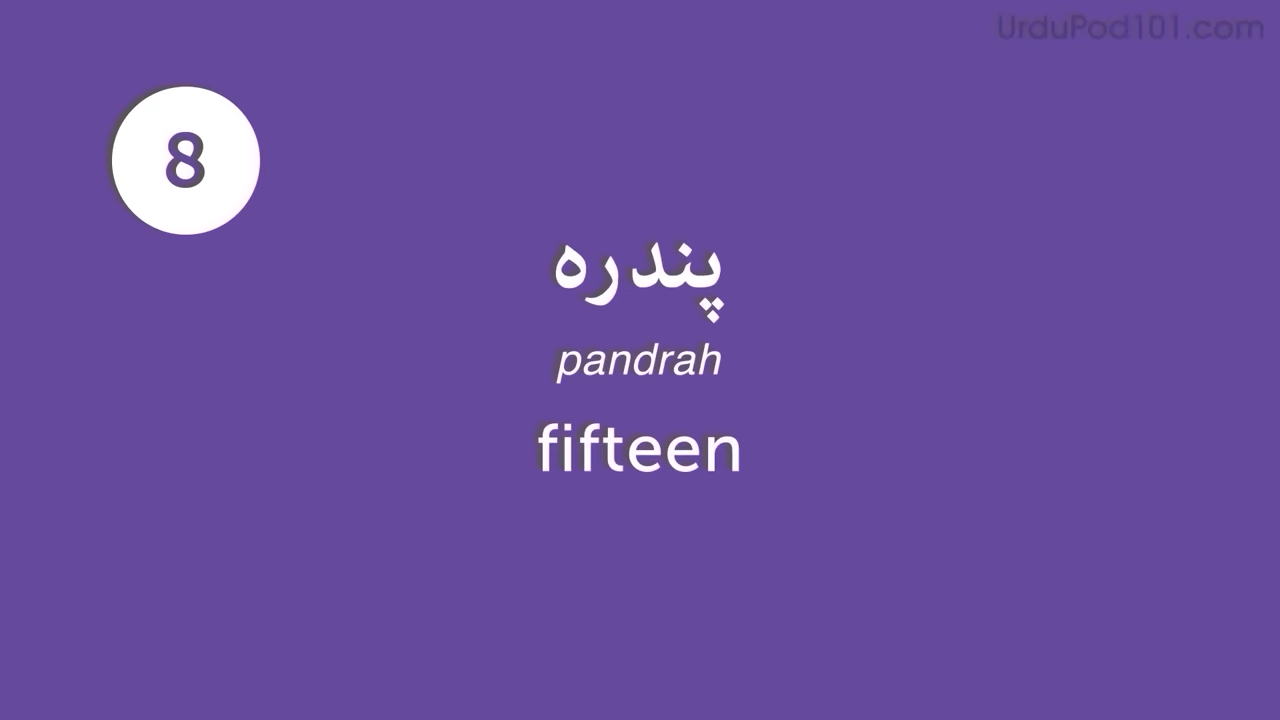 UrduPod101.com
8
پندرہ
pandrah
fifteen